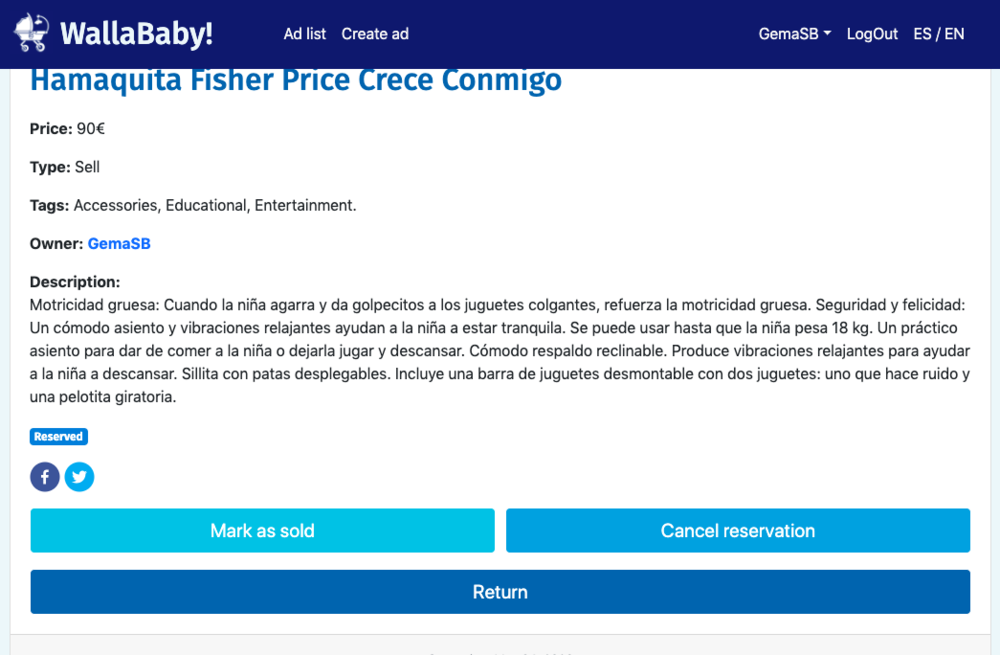 WallaBaby!
Ad list
Create ad
GemaSB
LogOut
ES / EN
Hamaquita Fisher Price Crece Conmigo
Price: 90€
Type: Sell
Tags: Accessories, Educational, Entertainment.
Owner: GemaSB
Description:
Motricidad gruesa: Cuando la niña agarra y da golpecitos a los juguetes colgantes, refuerza la motricidad gruesa. Seguridad y felicidad:
Un cómodo asiento y vibraciones relajantes ayudan a la niña a estar tranquila. Se puede usar hasta que la niña pesa 18 kg. Un práctico
asiento para dar de comer a la niña o dejarla jugar y descansar. Cómodo respaldo reclinable. Produce vibraciones relajantes para ayudar
a la niña a descansar. Sillita con patas desplegables. Incluye una barra de juguetes desmontable con dos juguetes: uno que hace ruido y
una pelotita giratoria.
Reserved
Mark as sold
Cancel reservation
Return